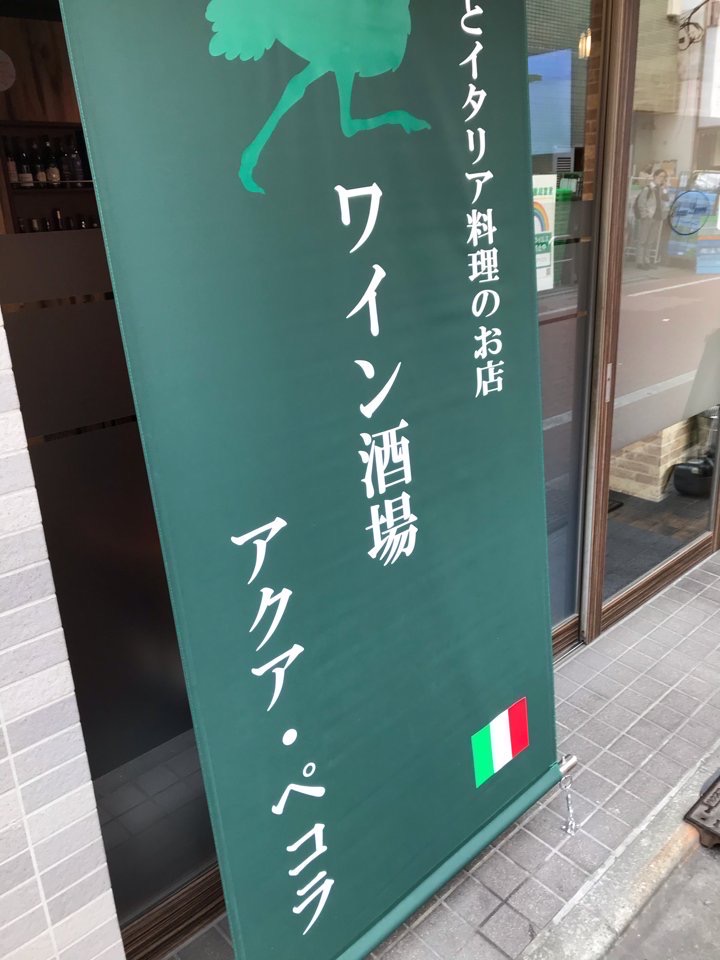 とイタリア料理のお店
ワイン酒場
アクア・ペコラ